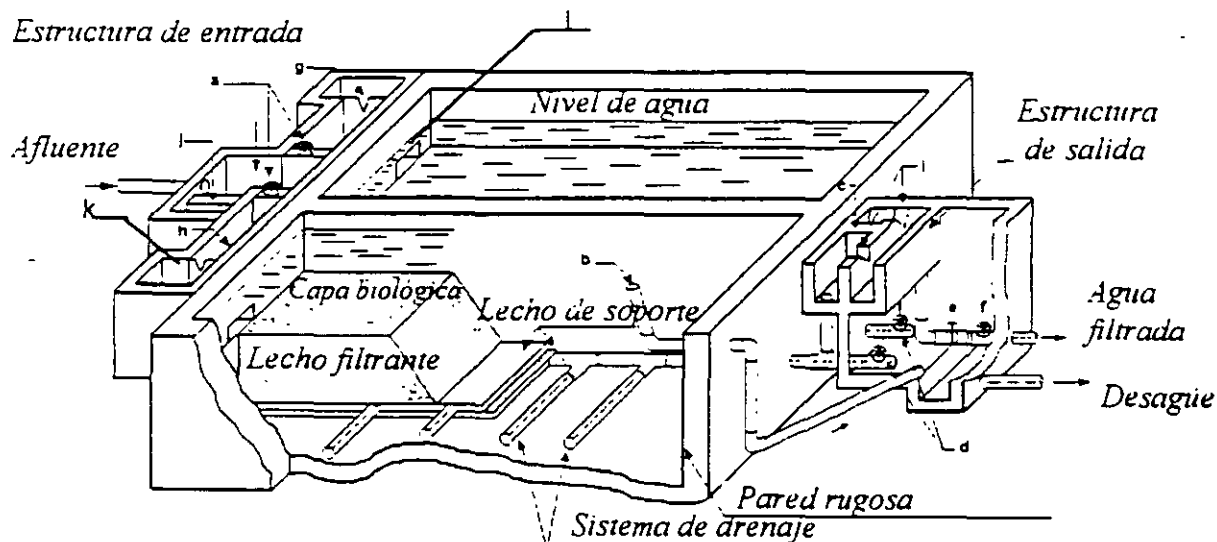 Estructura de entrada
g
a
Nivel de agua
Estructura
de salida
Afluente
j
c
i
k
h
b
Capa biológica
Lecho de soporte
Agua
filtrada
e
f
Lecho filtrante
Desagüe
d
Pared rugosa
Sistema de drenaje